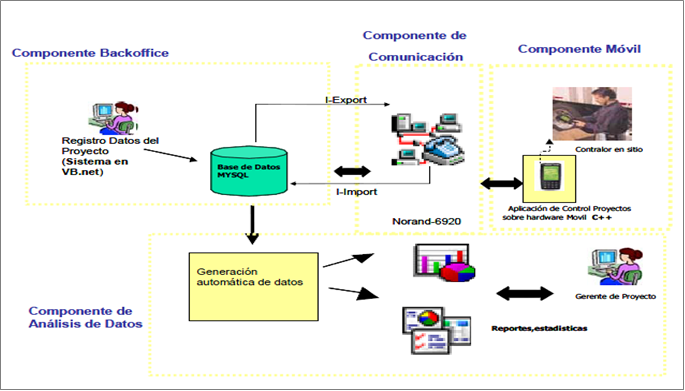 Componente Backoffice
Componente de
Comunicación
Componente Móvil
I-Export
Registro Datos del
Proyecto
(Sistema en
VB.net)
Base de Datos
MYSQL
I-Import
Norand-6920
Contralor en sitio
Aplicación de Control Proyectos
sobre hardware Movil C++
Generación
automática de datos
Componente de
Análisis de Datos
Gerente de Proyecto
Reportes,estadisticas